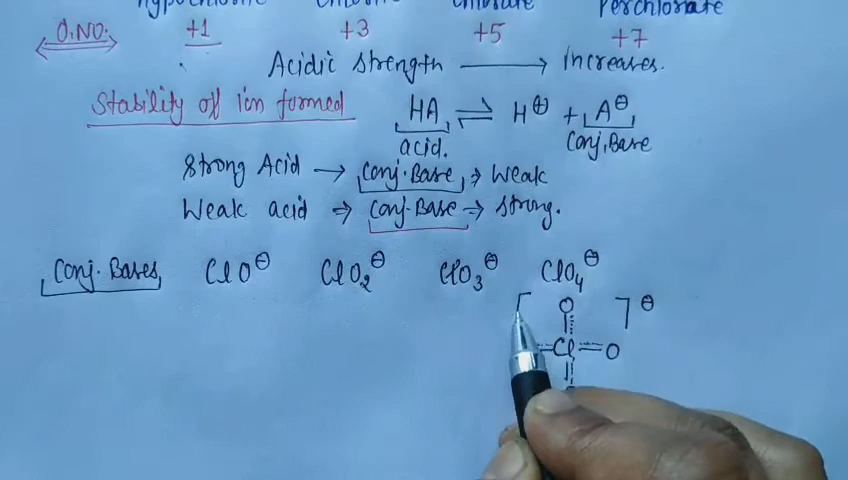 Perchlorate
O.NO. +1 +3 +5 +7
Acidic strength → increases.
Stability of ion formed HA ⇌ H⊕ + A⊖
acid. Conj. Base
Strong Acid → Conj. Base → Weak
Weak acid → Conj. Base → strong.
Conj. Bases ClO⊖ ClO₂⊖ ClO₃⊖ ClO₄⊖
[ O ]⊖
Cl = O